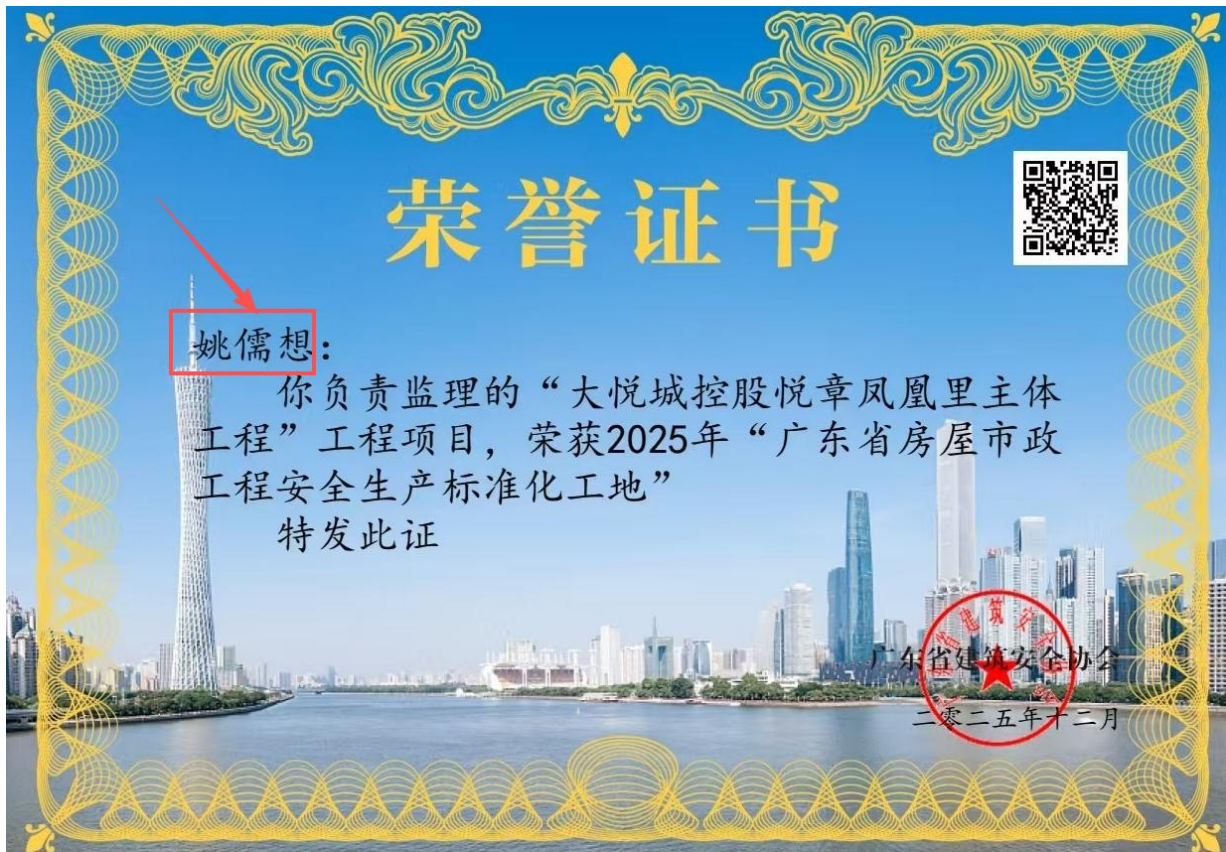 荣誉证书
姚儒想：
你负责监理的“大悦城控股悦章凤凰里主体
工程”工程项目，荣获2025年“广东省房屋市政
工程安全生产标准化工地”
特发此证
广东省建筑安全协会
二零二五年十二月